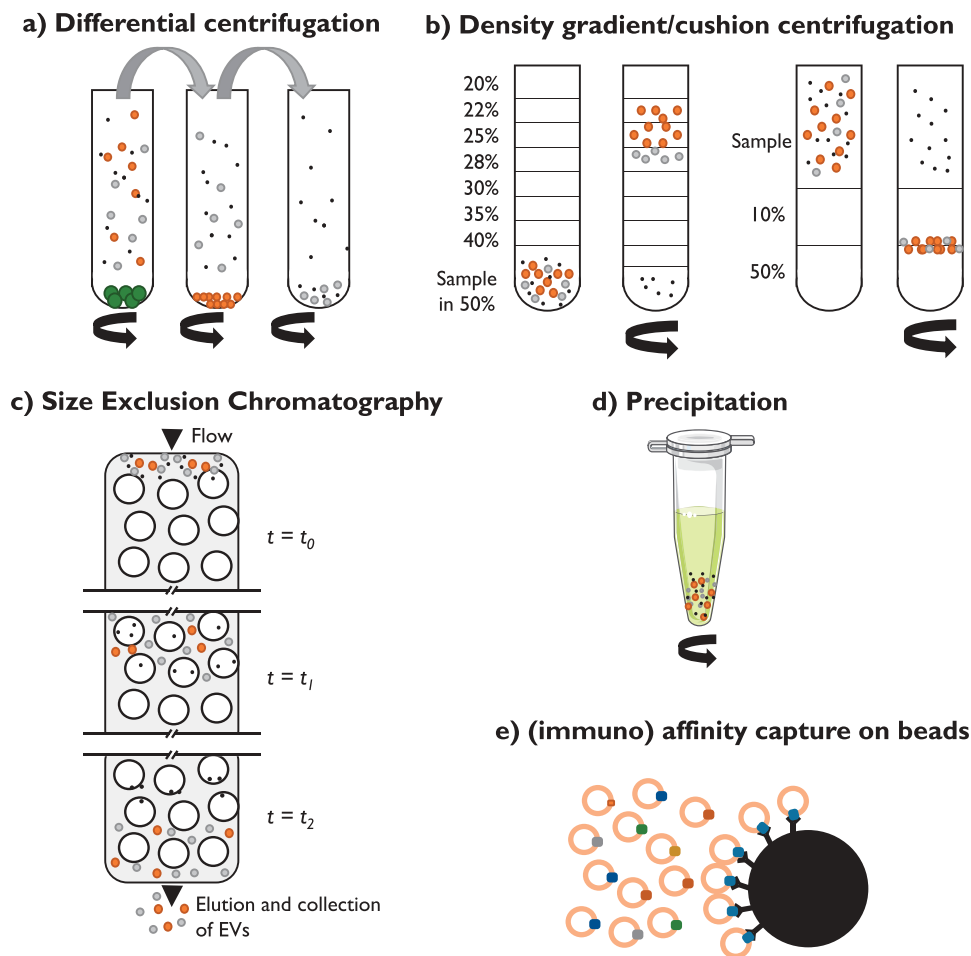 a) Differential centrifugation
b) Density gradient/cushion centrifugation
20%
22%
25%
28%
30%
35%
40%
Sample
in 50%
Sample
10%
50%
c) Size Exclusion Chromatography
Flow
t = t0
t = t1
t = t2
Elution and collection
of EVs
d) Precipitation
e) (immuno) affinity capture on beads